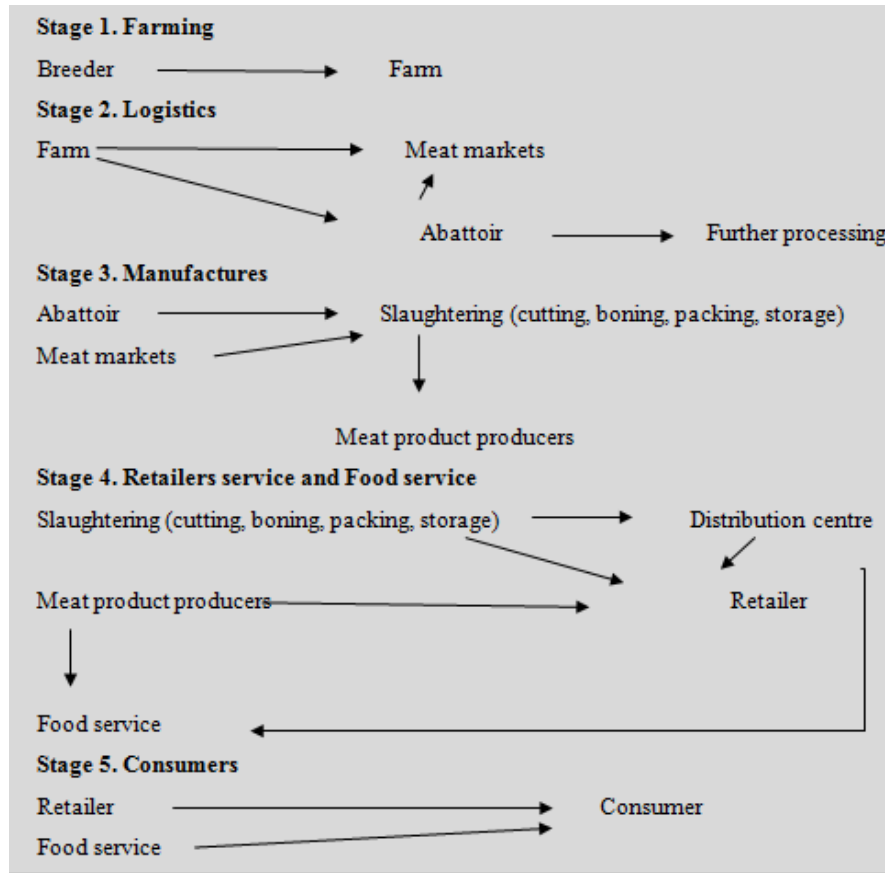 Stage 1. Farming
Breeder Farm
Stage 2. Logistics
Farm Meat markets
Abattoir Further processing
Stage 3. Manufactures
Abattoir Slaughtering (cutting, boning, packing, storage)
Meat markets
Meat product producers
Stage 4. Retailers service and Food service
Slaughtering (cutting, boning, packing, storage) Distribution centre
Meat product producers Retailer
Food service
Stage 5. Consumers
Retailer Consumer
Food service